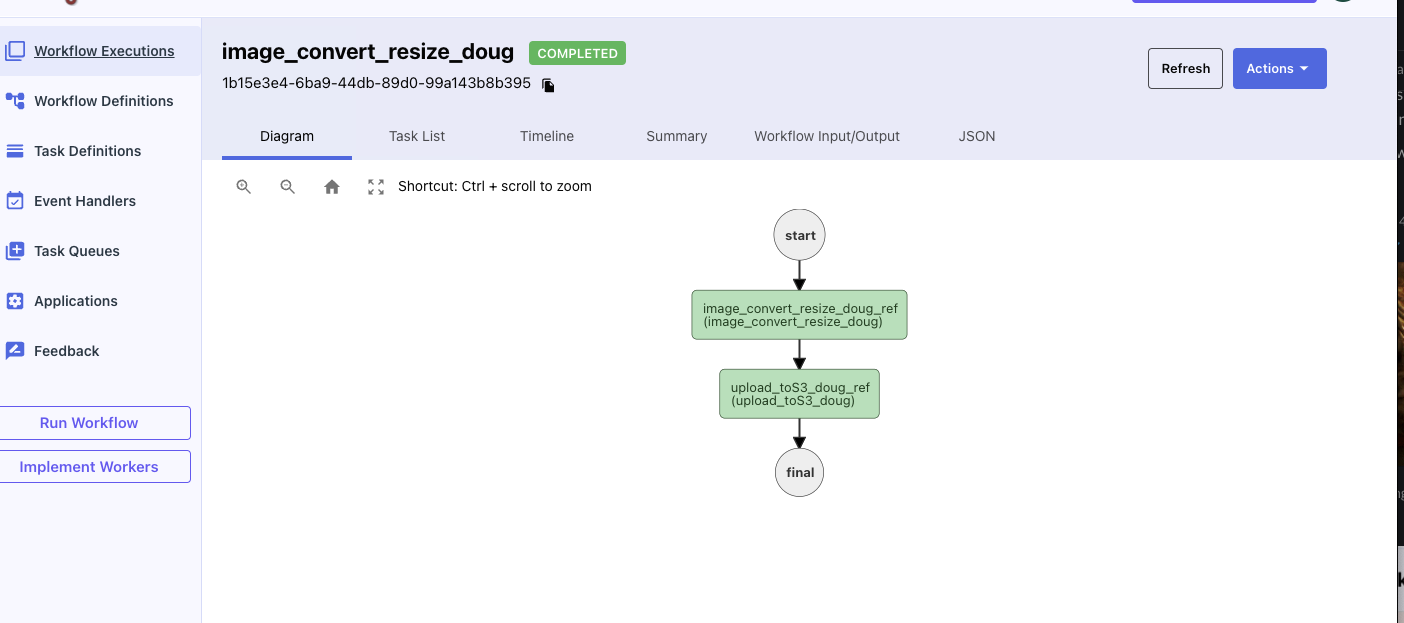 Workflow Executions
Workflow Definitions
Task Definitions
Event Handlers
Task Queues
Applications
Feedback
Run Workflow
Implement Workers
image_convert_resize_doug COMPLETED
1b15e3e4-6ba9-44db-89d0-99a143b8b395
Refresh
Actions
Diagram Task List Timeline Summary Workflow Input/Output JSON
Shortcut: Ctrl + scroll to zoom
start
image_convert_resize_doug_ref
(image_convert_resize_doug)
upload_toS3_doug_ref
(upload_toS3_doug)
final